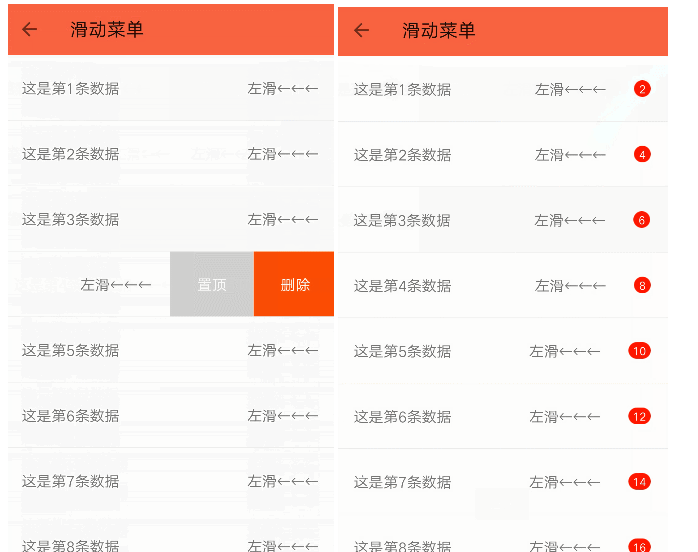 滑动菜单
这是第1条数据 左滑←←←
这是第2条数据 左滑←←←
这是第3条数据 左滑←←←
左滑←←← 置顶 删除
这是第5条数据 左滑←←←
这是第6条数据 左滑←←←
这是第7条数据 左滑←←←
这是第8条数据 左滑←←←
滑动菜单
这是第1条数据 左滑←←← 2
这是第2条数据 左滑←←← 4
这是第3条数据 左滑←←← 6
这是第4条数据 左滑←←← 8
这是第5条数据 左滑←←← 10
这是第6条数据 左滑←←← 12
这是第7条数据 左滑←←← 14
这是第8条数据 左滑←←← 16